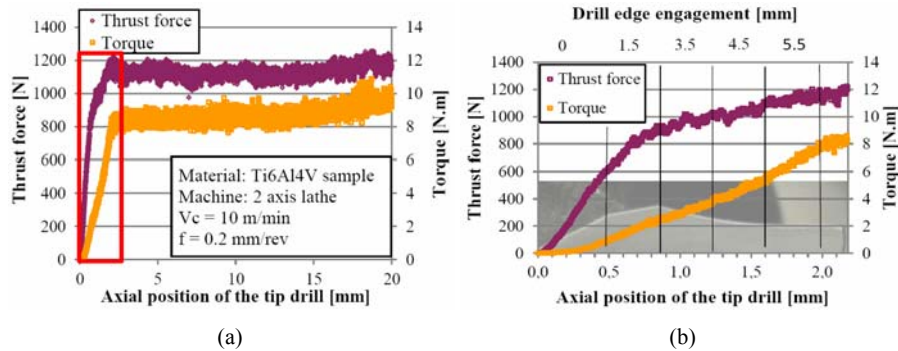 Thrust force
Torque
1400
1200
1000
800
600
400
200
0
Thrust force [N]
14
12
10
8
6
4
2
0
Torque [N.m]
Material: Ti6Al4V sample
Machine: 2 axis lathe
Vc = 10 m/min
f = 0.2 mm/rev
0 5 10 15 20
Axial position of the tip drill [mm]
(a)
Drill edge engagement [mm]
0 1.5 3.5 4.5 5.5
1400
1200
1000
800
600
400
200
0
Thrust force [N]
Thrust force
Torque
14
12
10
8
6
4
2
0
Torque [N.m]
0,0 0,5 1,0 1,5 2,0
Axial position of the tip drill [mm]
(b)